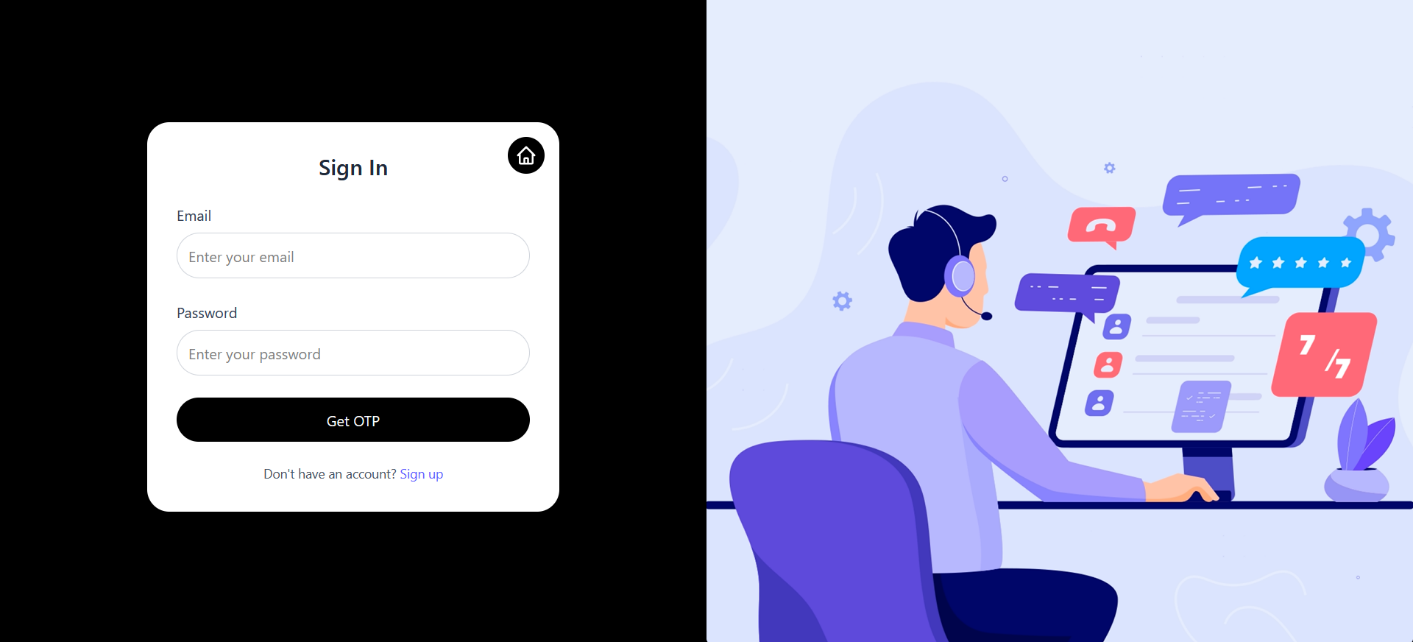 Sign In
Email
Enter your email
Password
Enter your password
Get OTP
Don't have an account? Sign up
7/7